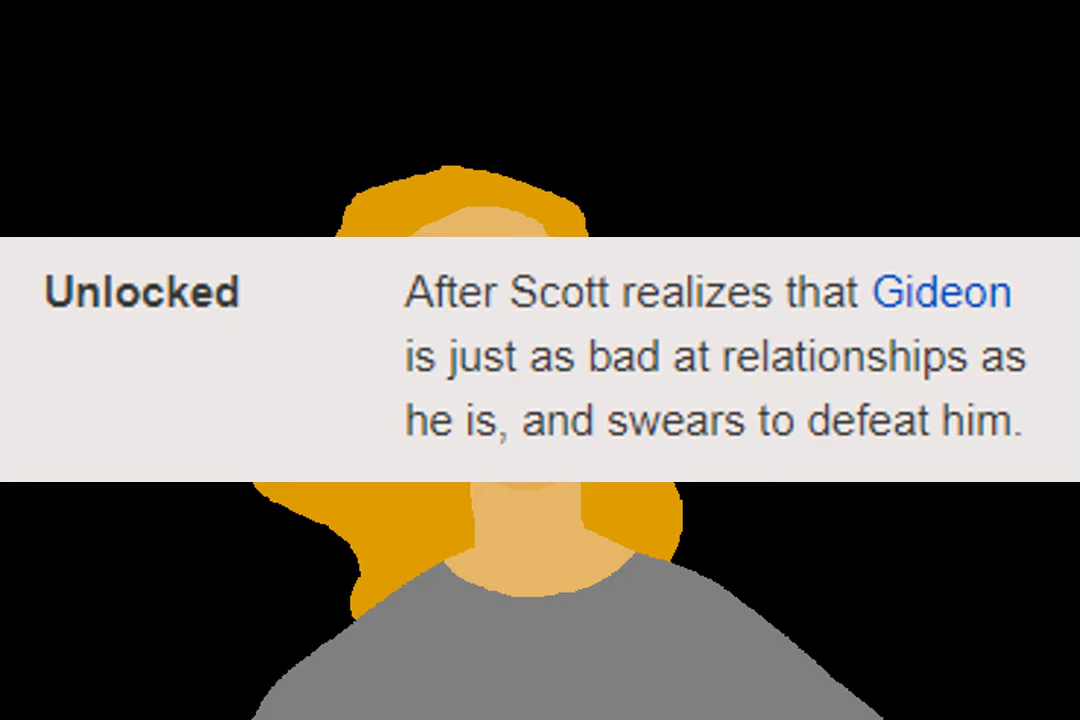 Unlocked After Scott realizes that Gideon
is just as bad at relationships as
he is, and swears to defeat him.